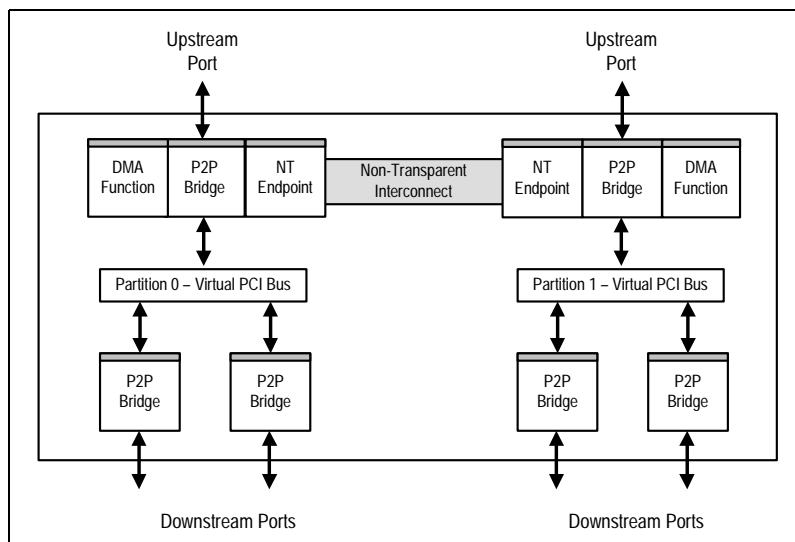 Upstream
Port
Upstream
Port
DMA
Function
P2P
Bridge
NT
Endpoint
Non-Transparent
Interconnect
NT
Endpoint
P2P
Bridge
DMA
Function
Partition 0 – Virtual PCI Bus
Partition 1 – Virtual PCI Bus
P2P
Bridge
P2P
Bridge
P2P
Bridge
P2P
Bridge
Downstream Ports
Downstream Ports